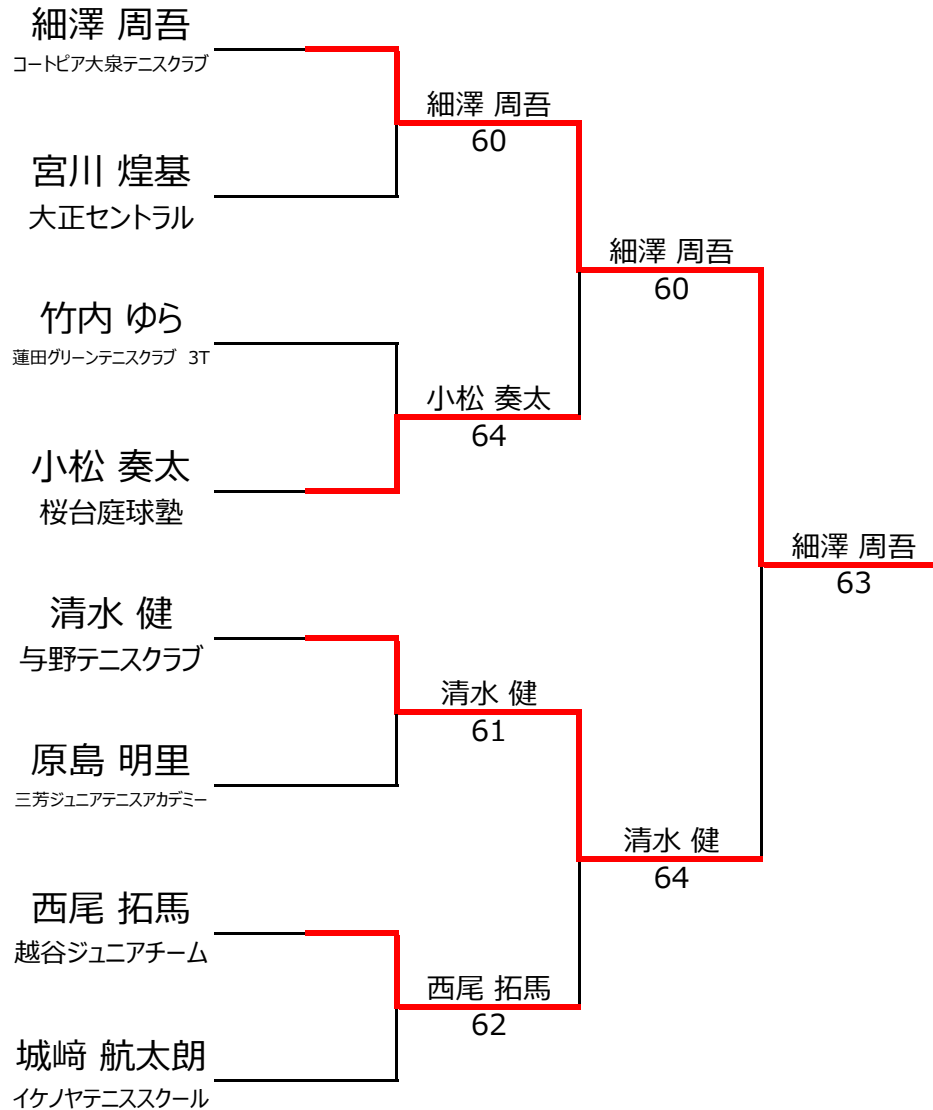 細澤 周吾
コートピア大泉テニスクラブ
宮川 煌基
大正セントラル
竹内 ゆら
蓮田グリーンテニスクラブ 3T
小松 奏太
桜台庭球塾
清水 健
与野テニスクラブ
原島 明里
三芳ジュニアテニスアカデミー
西尾 拓馬
越谷ジュニアチーム
城﨑 航太朗
イケノヤテニススクール
細澤 周吾
60
小松 奏太
64
清水 健
61
西尾 拓馬
62
細澤 周吾
60
清水 健
64
細澤 周吾
63